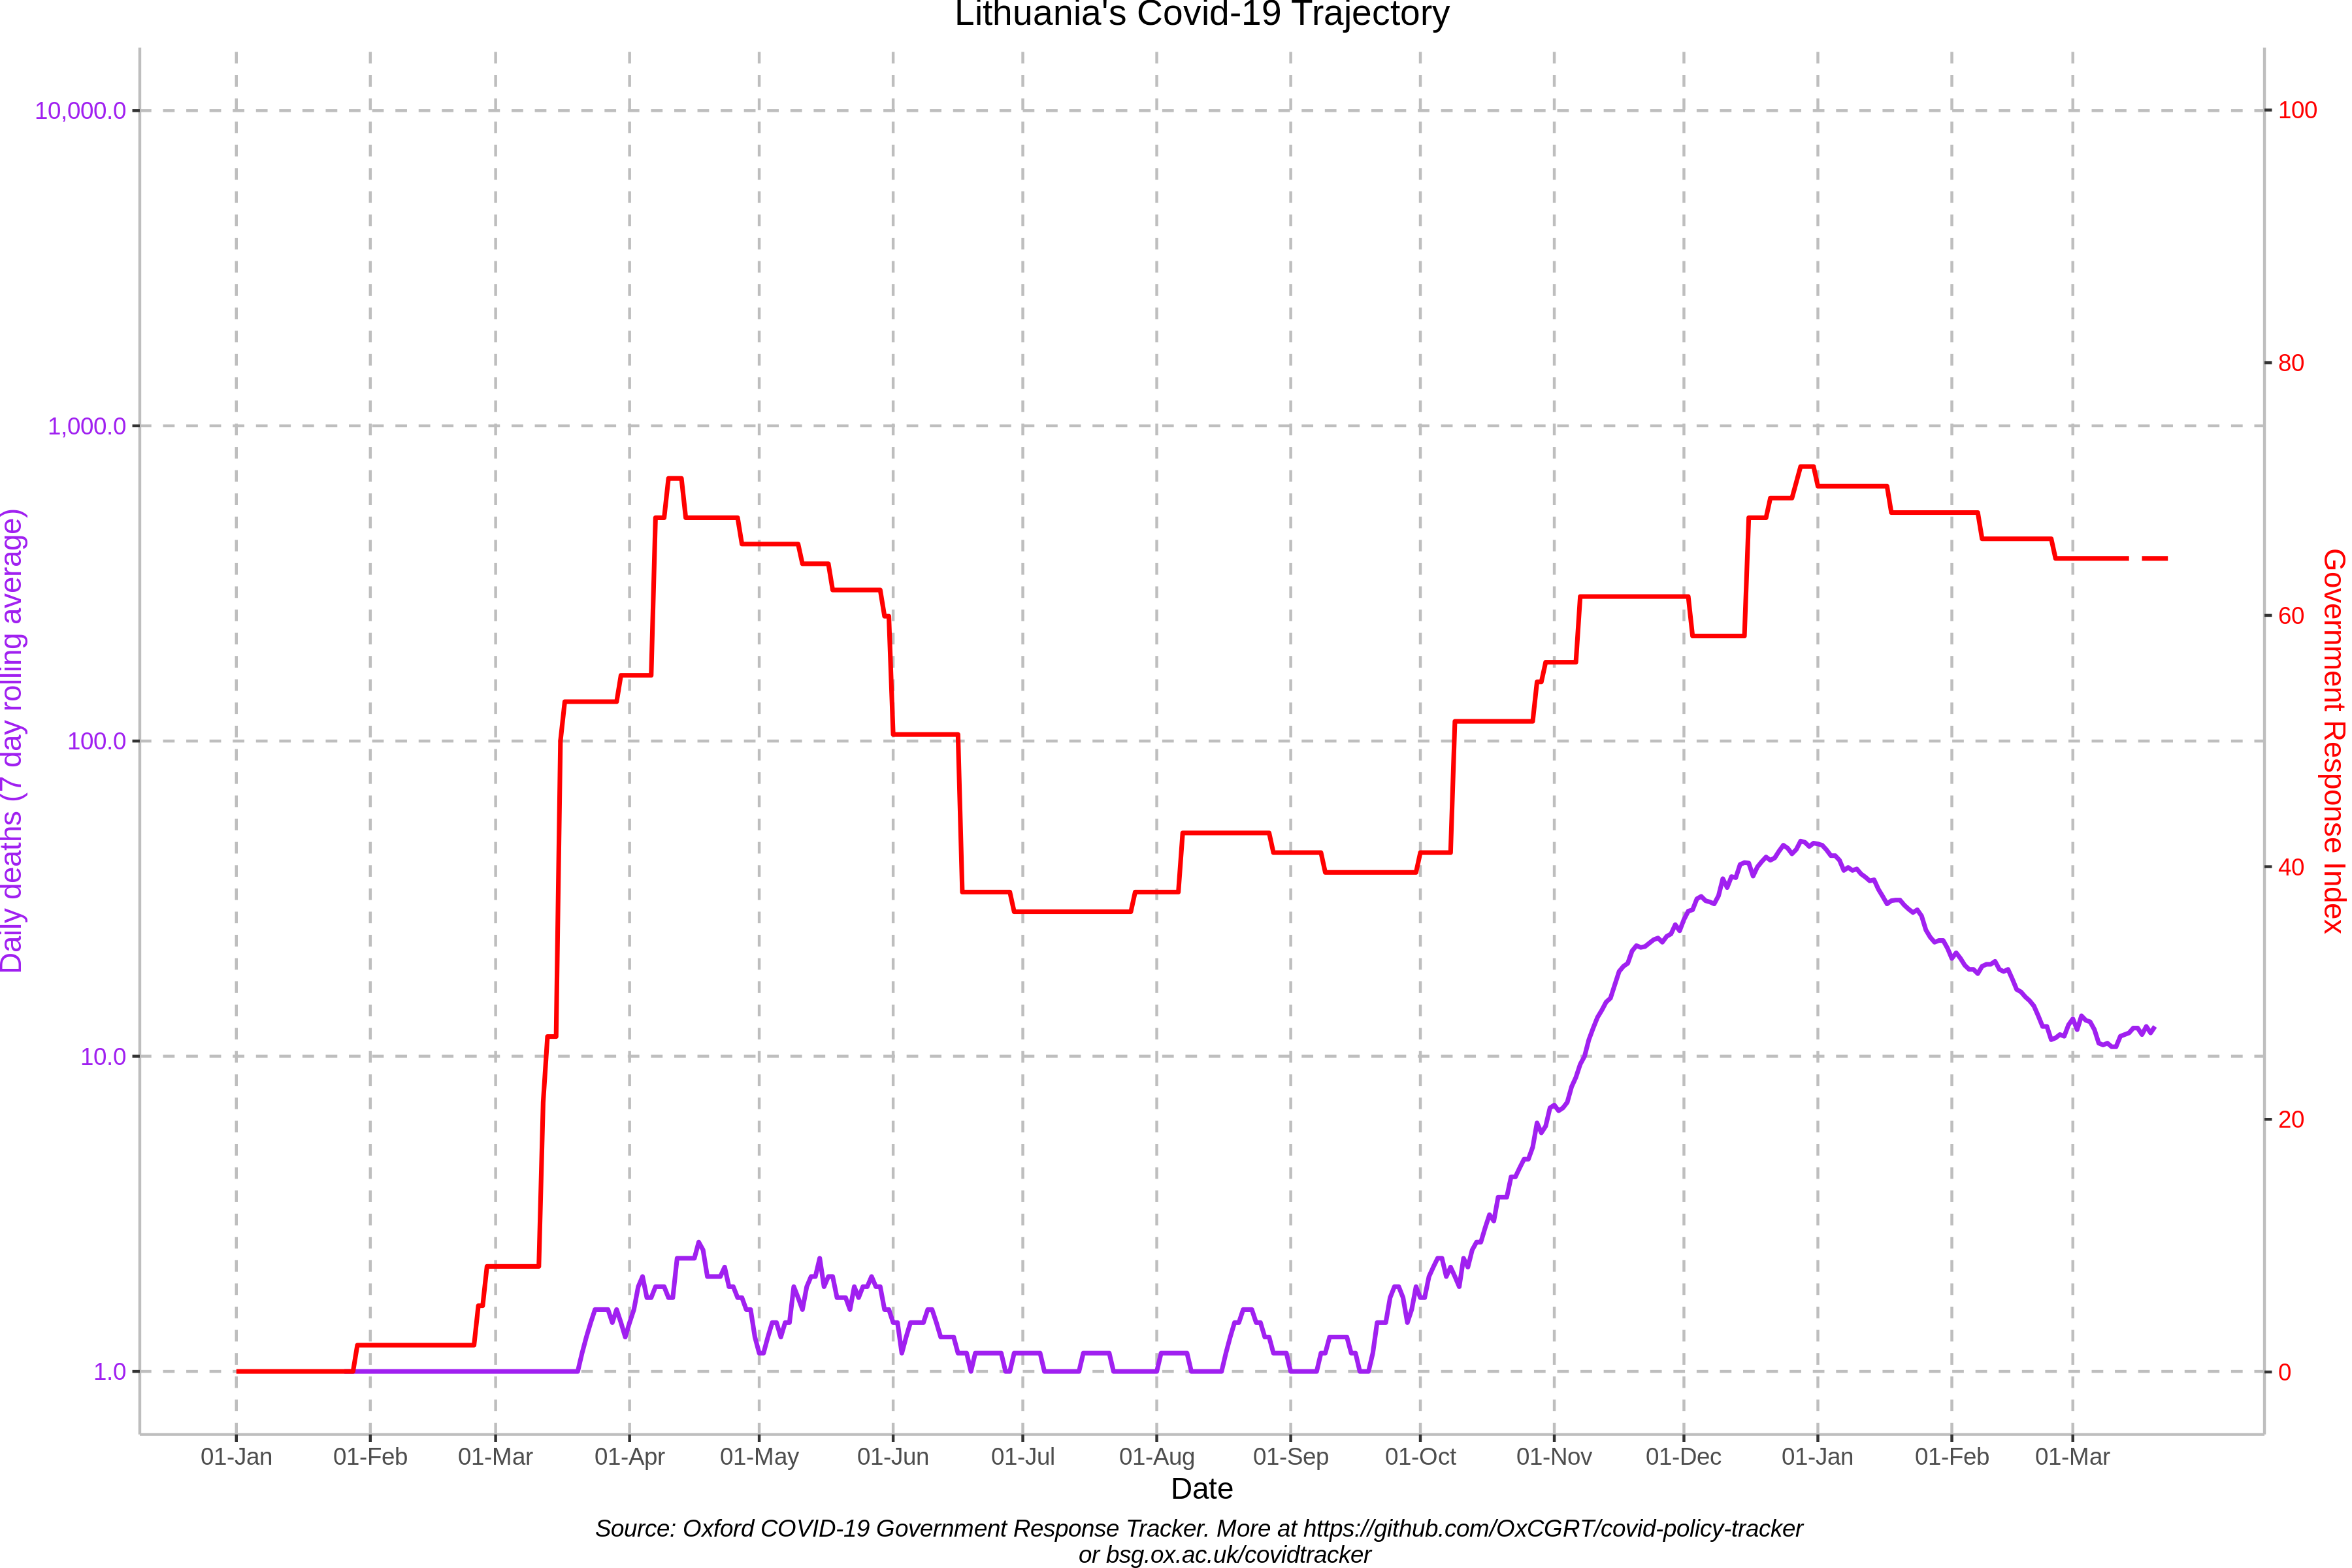 Lithuania's Covid-19 Trajectory
10,000.0
1,000.0
100.0
10.0
1.0
Daily deaths (7 day rolling average)
100
80
60
40
20
0
Government Response Index
01-Jan 01-Feb 01-Mar 01-Apr 01-May 01-Jun 01-Jul 01-Aug 01-Sep 01-Oct 01-Nov 01-Dec 01-Jan 01-Feb 01-Mar
Date
Source: Oxford COVID-19 Government Response Tracker. More at https://github.com/OxCGRT/covid-policy-tracker
or bsg.ox.ac.uk/covidtracker